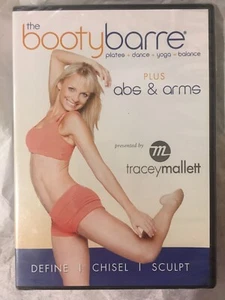 the
bootybarre®
pilates - dance - yoga - balance
PLUS
abs & arms
presented by m
traceymallett
DEFINE | CHISEL | SCULPT